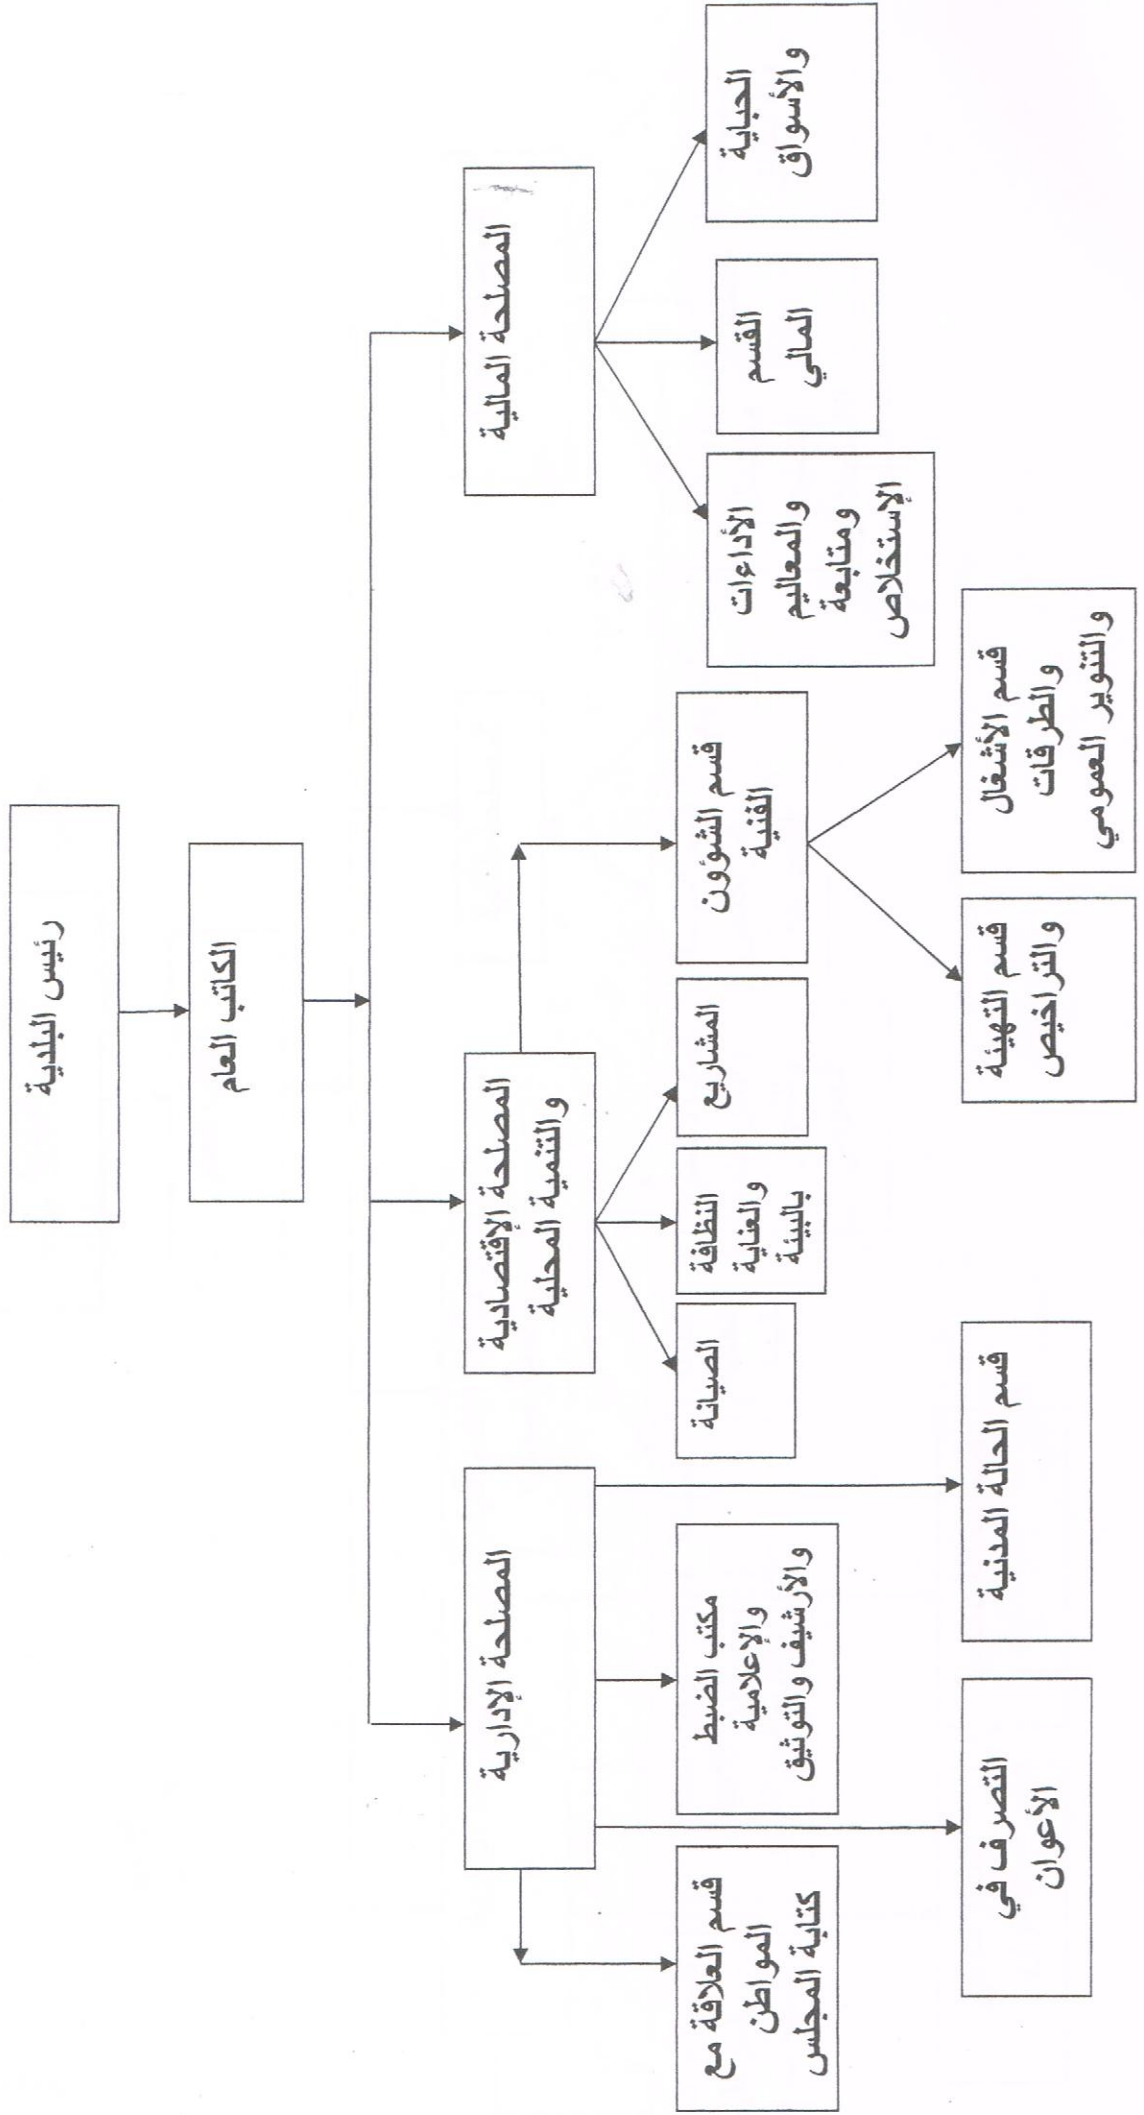 رئيس البلدية
الكاتب العام
المصلحة المالية
المصلحة الإقتصادية
والتنمية المحلية
المصلحة الإدارية
الجباية
والأسواق
القسم
المالي
الأداءات
والمعاليم
ومتابعة
الإستخلاص
قسم الشؤون
الفنية
المشاريع
النظافة
والعناية
بالبيئة
الصيانة
مكتب الضبط
والإعلامية
والأرشيف والتوثيق
قسم العلاقة مع
المواطن
كتابة المجلس
قسم الأشغال
والطرقات
والتنوير العمومي
قسم التهيئة
والتراخيص
قسم الحالة المدنية
التصرف في
الأعوان